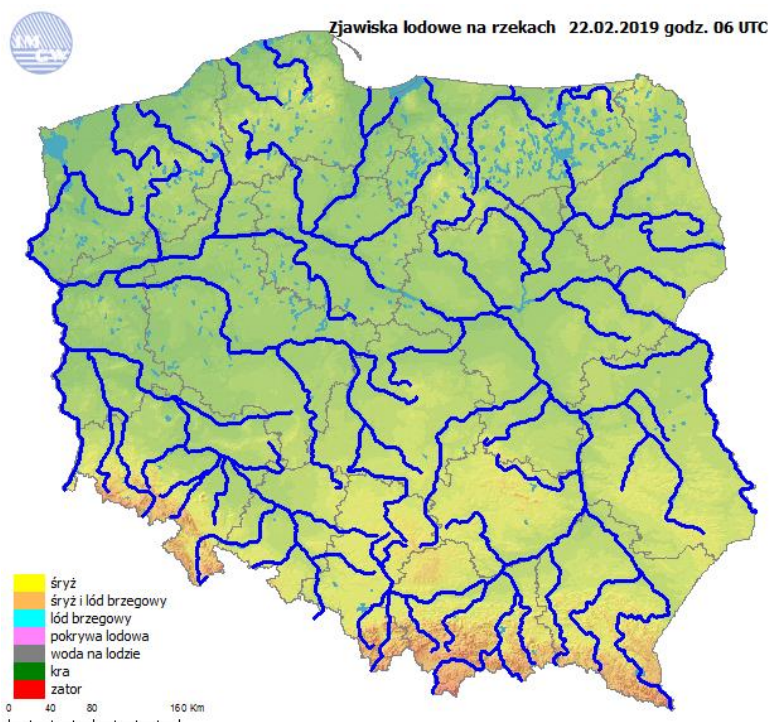 Zjawiska lodowe na rzekach 22.02.2019 godz. 06 UTC
śryż
śryż i lód brzegowy
lód brzegowy
pokrywa lodowa
woda na lodzie
kra
zator
0 40 80 160 Km